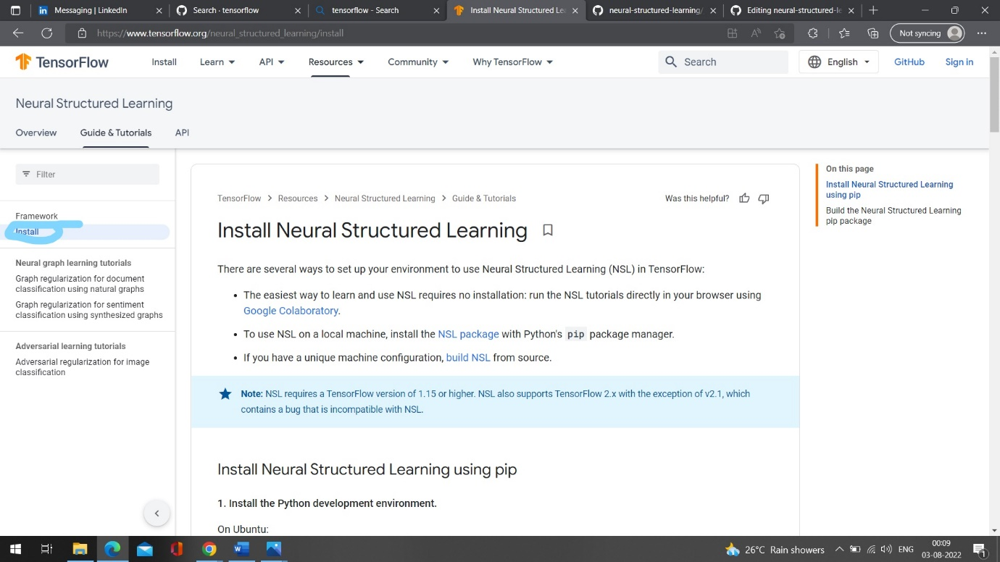 Messaging | LinkedIn
Search · tensorflow
tensorflow - Search
Install Neural Structured Le
neural-structured-learning/
Editing neural-structured-le
https://www.tensorflow.org/neural_structured_learning/install
Not syncing
TensorFlow
Install
Learn
API
Resources
Community
Why TensorFlow
Search
English
GitHub
Sign in
Neural Structured Learning
Overview
Guide & Tutorials
API
Filter
Framework
Install
Neural graph learning tutorials
Graph regularization for document
classification using natural graphs
Graph regularization for sentiment
classification using synthesized graphs
Adversarial learning tutorials
Adversarial regularization for image
classification
TensorFlow > Resources > Neural Structured Learning > Guide & Tutorials
Was this helpful?
Install Neural Structured Learning
There are several ways to set up your environment to use Neural Structured Learning (NSL) in TensorFlow:
• The easiest way to learn and use NSL requires no installation: run the NSL tutorials directly in your browser using
Google Colaboratory.
• To use NSL on a local machine, install the NSL package with Python's pip package manager.
• If you have a unique machine configuration, build NSL from source.
Note: NSL requires a TensorFlow version of 1.15 or higher. NSL also supports TensorFlow 2.x with the exception of v2.1, which
contains a bug that is incompatible with NSL.
Install Neural Structured Learning using pip
1. Install the Python development environment.
On Ubuntu:
On this page
Install Neural Structured Learning
using pip
Build the Neural Structured Learning
pip package
26°C Rain showers
ENG
00:09
03-08-2022
1